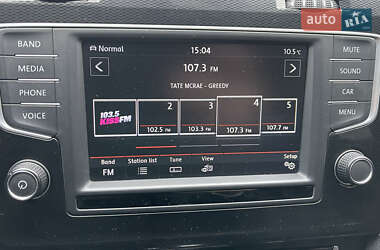 auto RIA
BAND
MEDIA
PHONE
VOICE
Normal 15:04 10.5°C
107.3 FM
TATE MCRAE - GREEDY
103.5 KISS FM
2 3 4 5
102.5 FM 103.3 FM 107.3 FM 107.7 FM
Band Station list Tune View Setup
FM
MUTE
SOUND
CAR
MENU